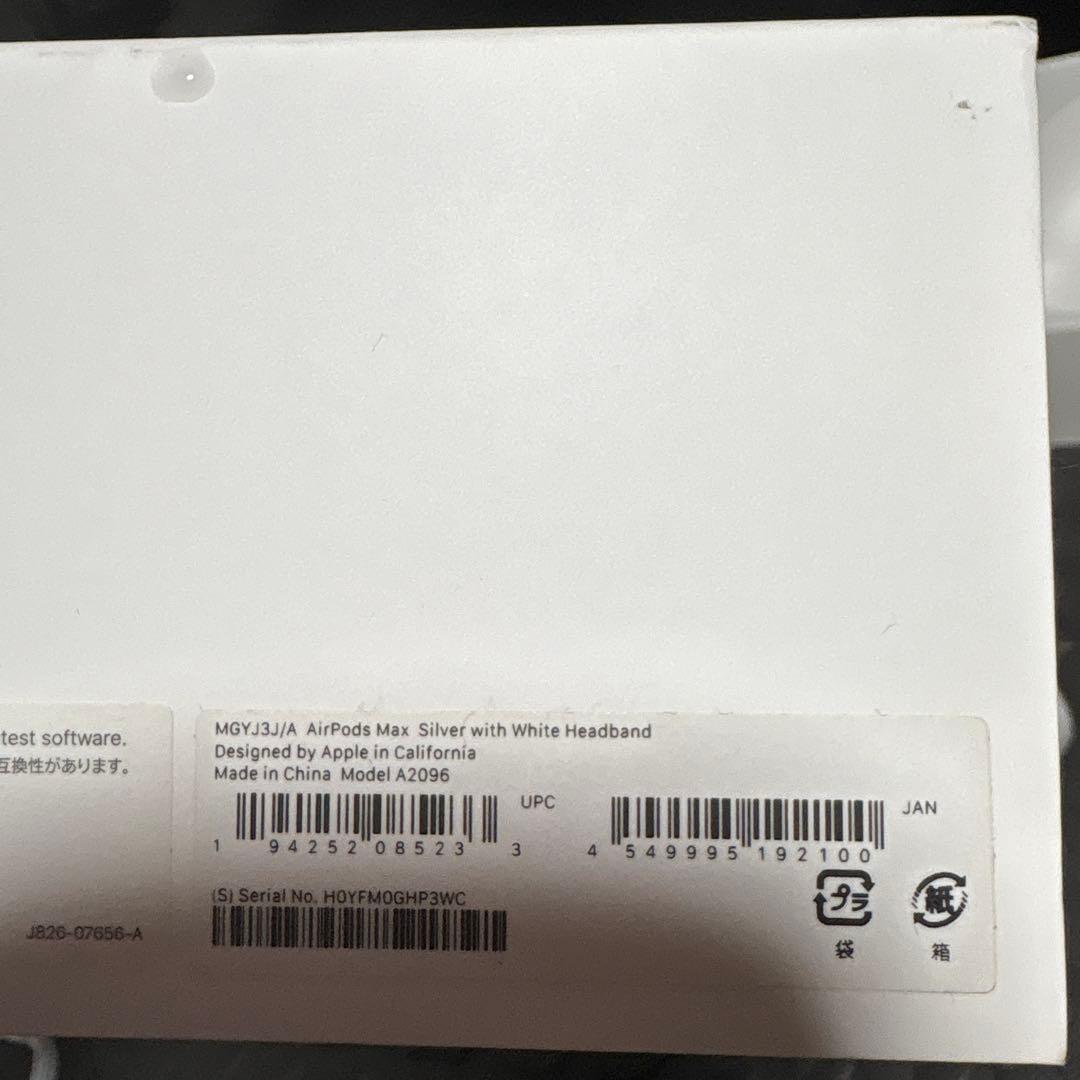 test software.
互換性があります。
J826-07656-A
MGYJ3J/A AirPods Max Silver with White Headband
Designed by Apple in California
Made in China Model A2096
UPC
1 94252 08523 3
JAN
4 549995 192100
(S) Serial No. H0YFM0GHP3WC
プラ
袋
紙
箱